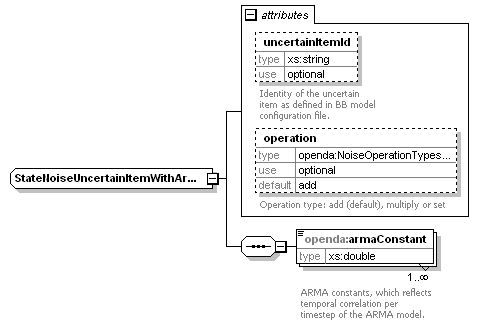 attributes
uncertainItemId
type xs:string
use optional
Identity of the uncertain
item as defined in BB model
configuration file.
operation
type openda:NoiseOperationTypes...
use optional
default add
Operation type: add (default), multiply or set
StateNoiseUncertainItemWithAr...
openda:armaConstant
type xs:double
1..∞
ARMA constants, which reflects
temporal correlation per
timestep of the ARMA model.